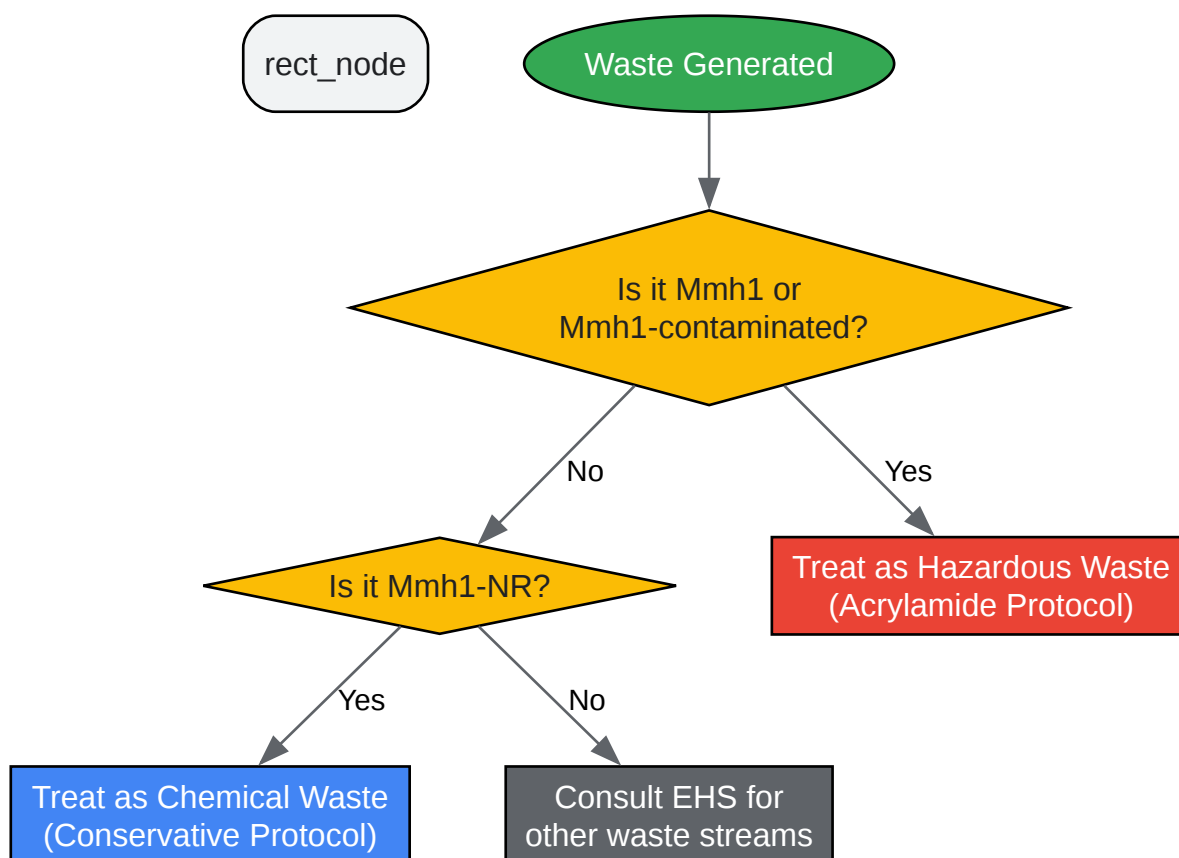 rect_node
Waste Generated
Is it Mmh1 or
Mmh1-contaminated?
No
Yes
Is it Mmh1-NR?
Treat as Hazardous Waste
(Acrylamide Protocol)
Yes
No
Treat as Chemical Waste
(Conservative Protocol)
Consult EHS for
other waste streams